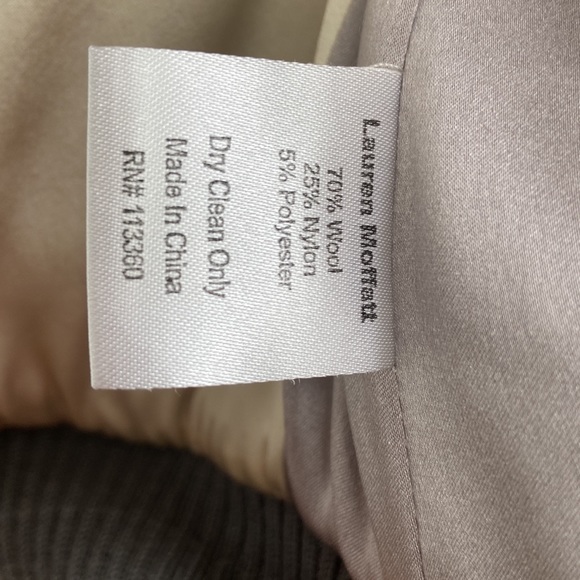 Lauren Moffatt
70% Wool
25% Nylon
5% Polyester
Dry Clean Only
Made In China
RN# 113360